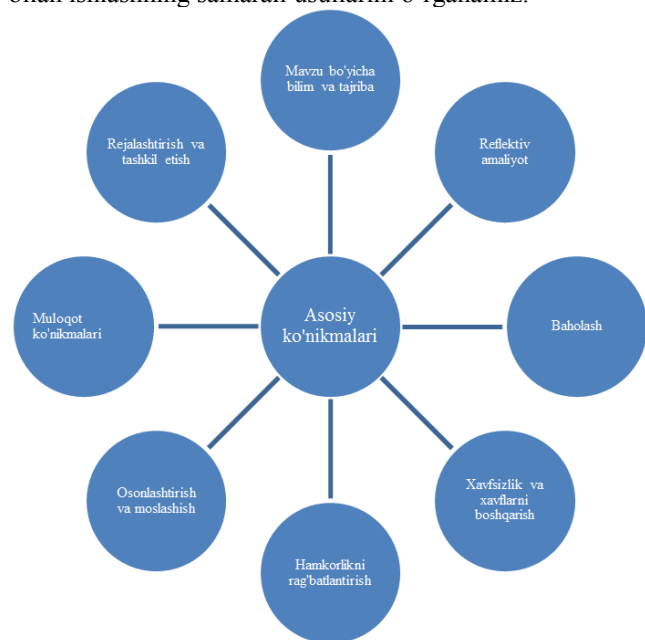 Mavzu bo'yicha
bilim va tajriba
Rejalashtirish va
tashkil etish
Reflektiv
amaliyot
Muloqot
ko'nikmalari
Asosiy
ko'nikmalari
Baholash
Osonlashtirish
va moslashish
Xavfsizlik va
xavflarni
boshqarish
Hamkorlikni
rag'batlantirish